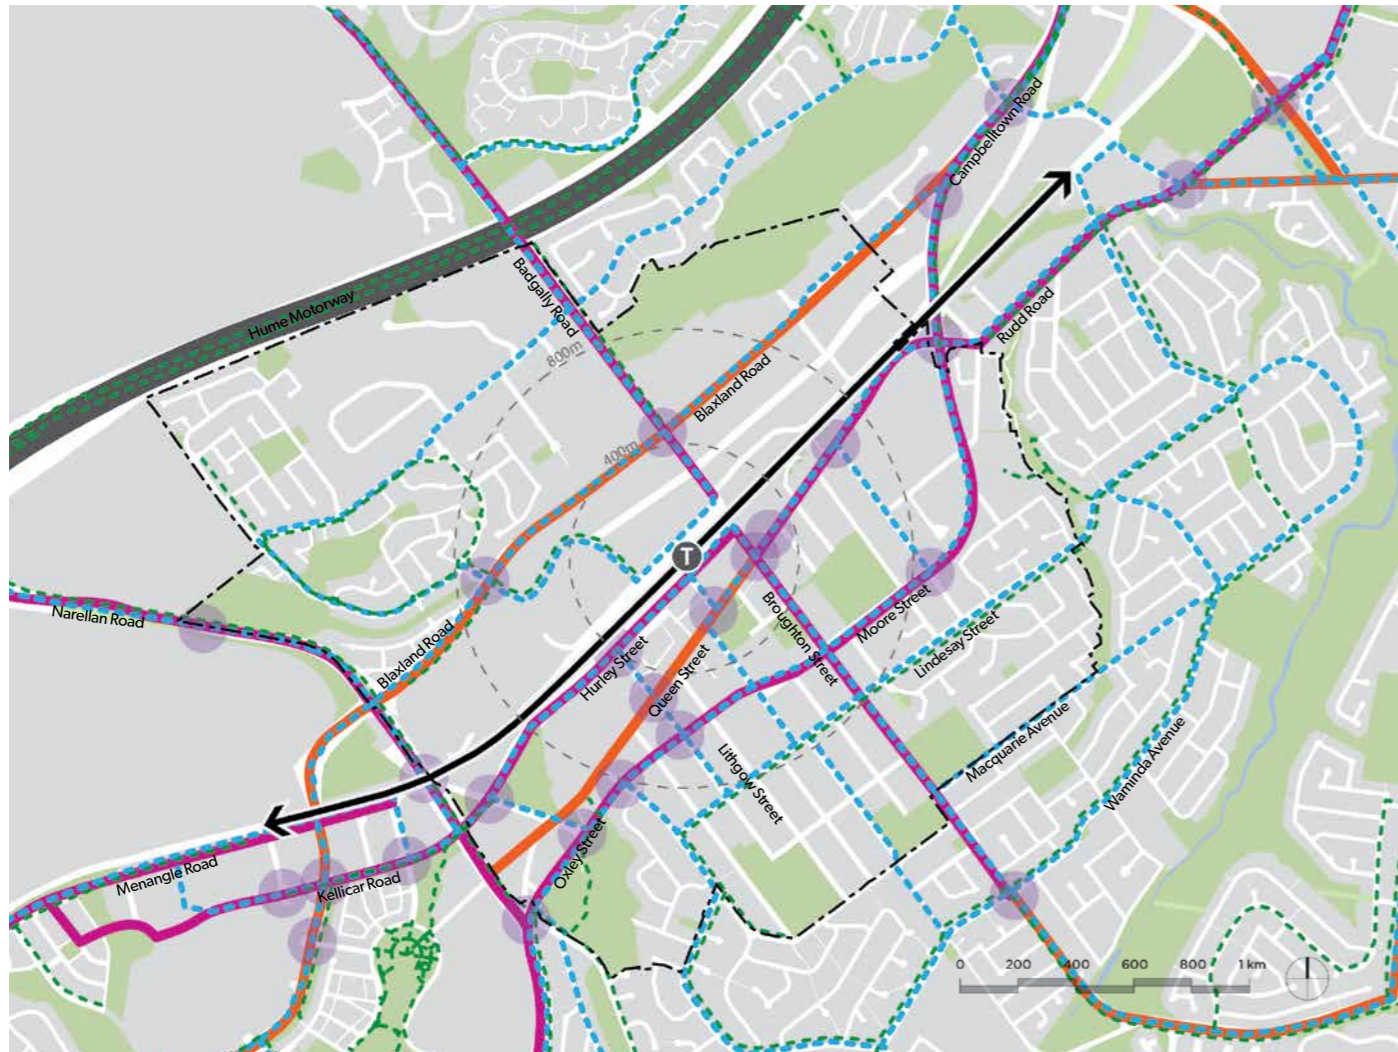 Campbelltown Road
Hume Motorway
Badgally Road
Rudd Road
800m
Blaxland Road
400m
T
Narellan Road
Blaxland Road
Hurley Street
Queen Street
Broughton Street
Moore Street
Lindesay Street
Lithgow Street
Macquarie Avenue
Waminda Avenue
Oxley Street
Menangle Road
Kellicar Road
0 200 400 600 800 1 km